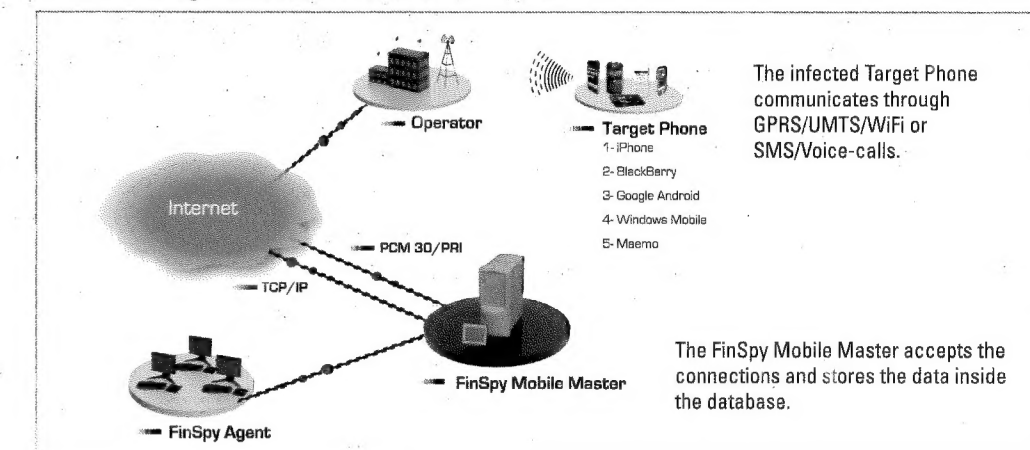 Operator
Target Phone
1- iPhone
2- BlackBerry
3- Google Android
4- Windows Mobile
5- Maemo
The infected Target Phone
communicates through
GPRS/UMTS/WiFi or
SMS/Voice-calls.
Internet
PCM 30/PRI
TCP/IP
FinSpy Mobile Master
FinSpy Agent
The FinSpy Mobile Master accepts the
connections and stores the data inside
the database.